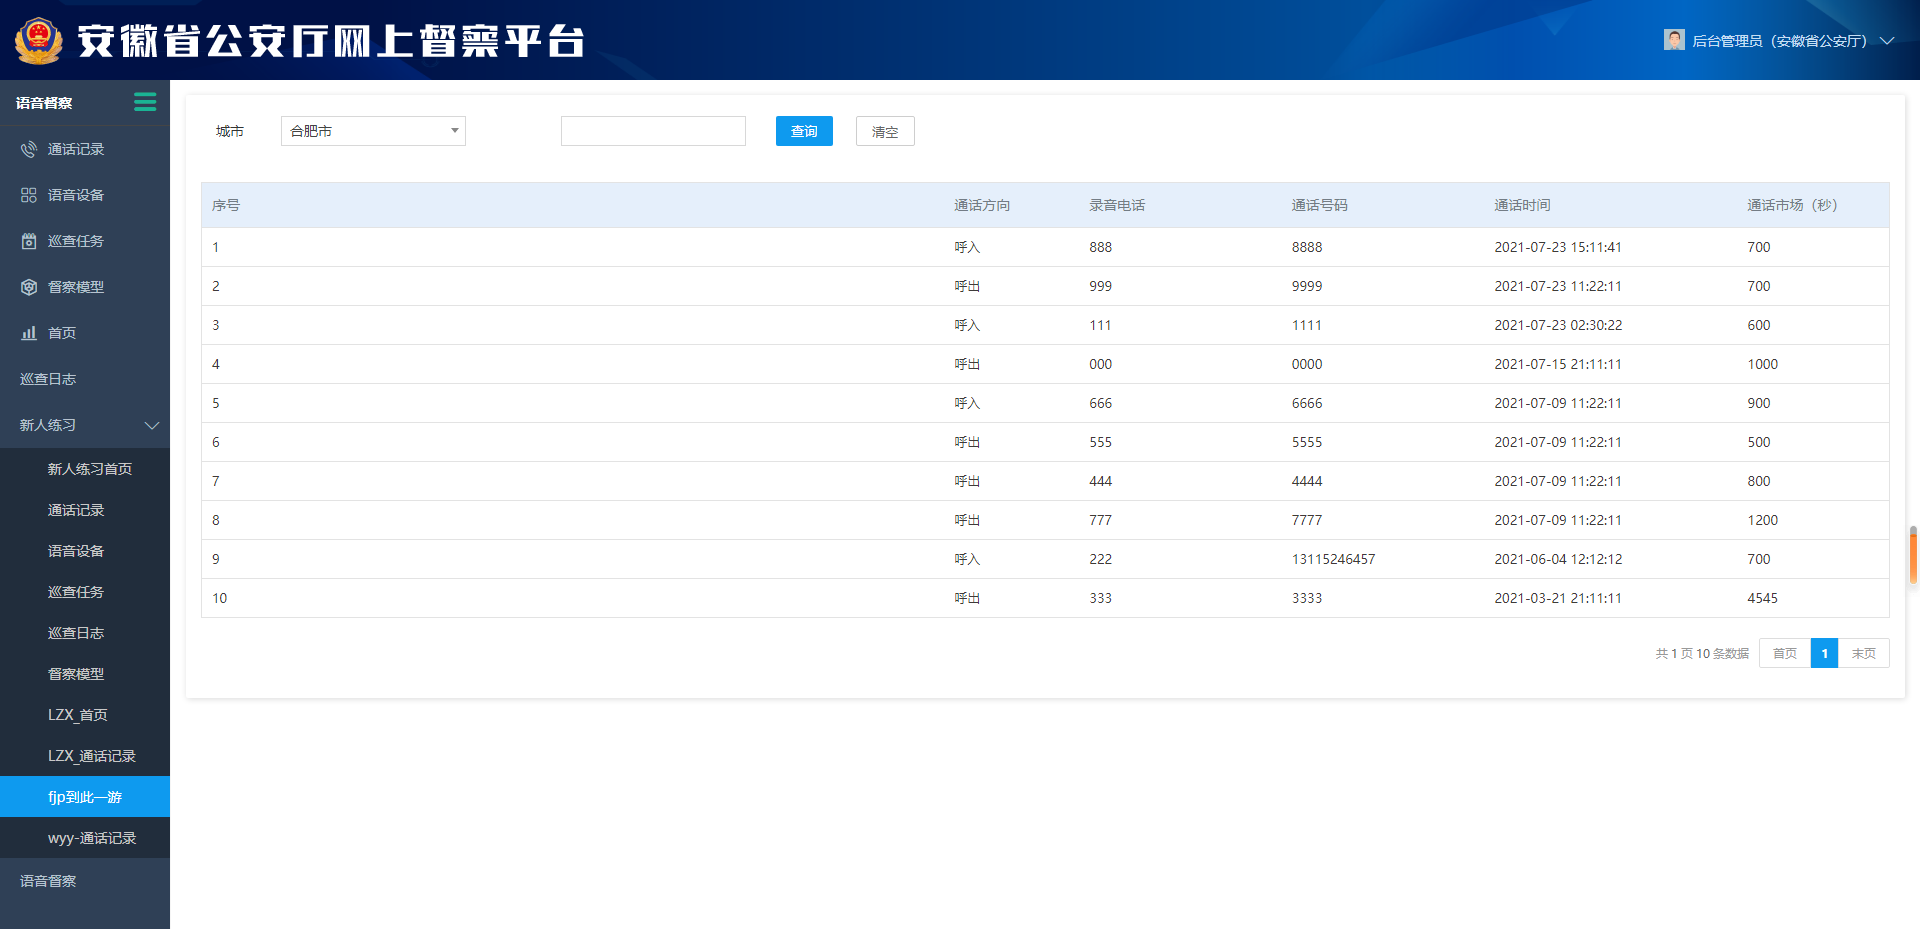 安徽省公安厅网上督察平台
后台管理员（安徽省公安厅）
语音督察
通话记录
语音设备
巡查任务
督察模型
首页
巡查日志
新人练习
新人练习首页
通话记录
语音设备
巡查任务
巡查日志
督察模型
LZX_首页
LZX_通话记录
fjp到此一游
wyy-通话记录
语音督察
城市 合肥市 查询 清空
序号 通话方向 录音电话 通话号码 通话时间 通话市场（秒）
1 呼入 888 8888 2021-07-23 15:11:41 700
2 呼出 999 9999 2021-07-23 11:22:11 700
3 呼入 111 1111 2021-07-23 02:30:22 600
4 呼出 000 0000 2021-07-15 21:11:11 1000
5 呼入 666 6666 2021-07-09 11:22:11 900
6 呼出 555 5555 2021-07-09 11:22:11 500
7 呼出 444 4444 2021-07-09 11:22:11 800
8 呼出 777 7777 2021-07-09 11:22:11 1200
9 呼入 222 13115246457 2021-06-04 12:12:12 700
10 呼出 333 3333 2021-03-21 21:11:11 4545
共 1 页 10 条数据 首页 1 末页